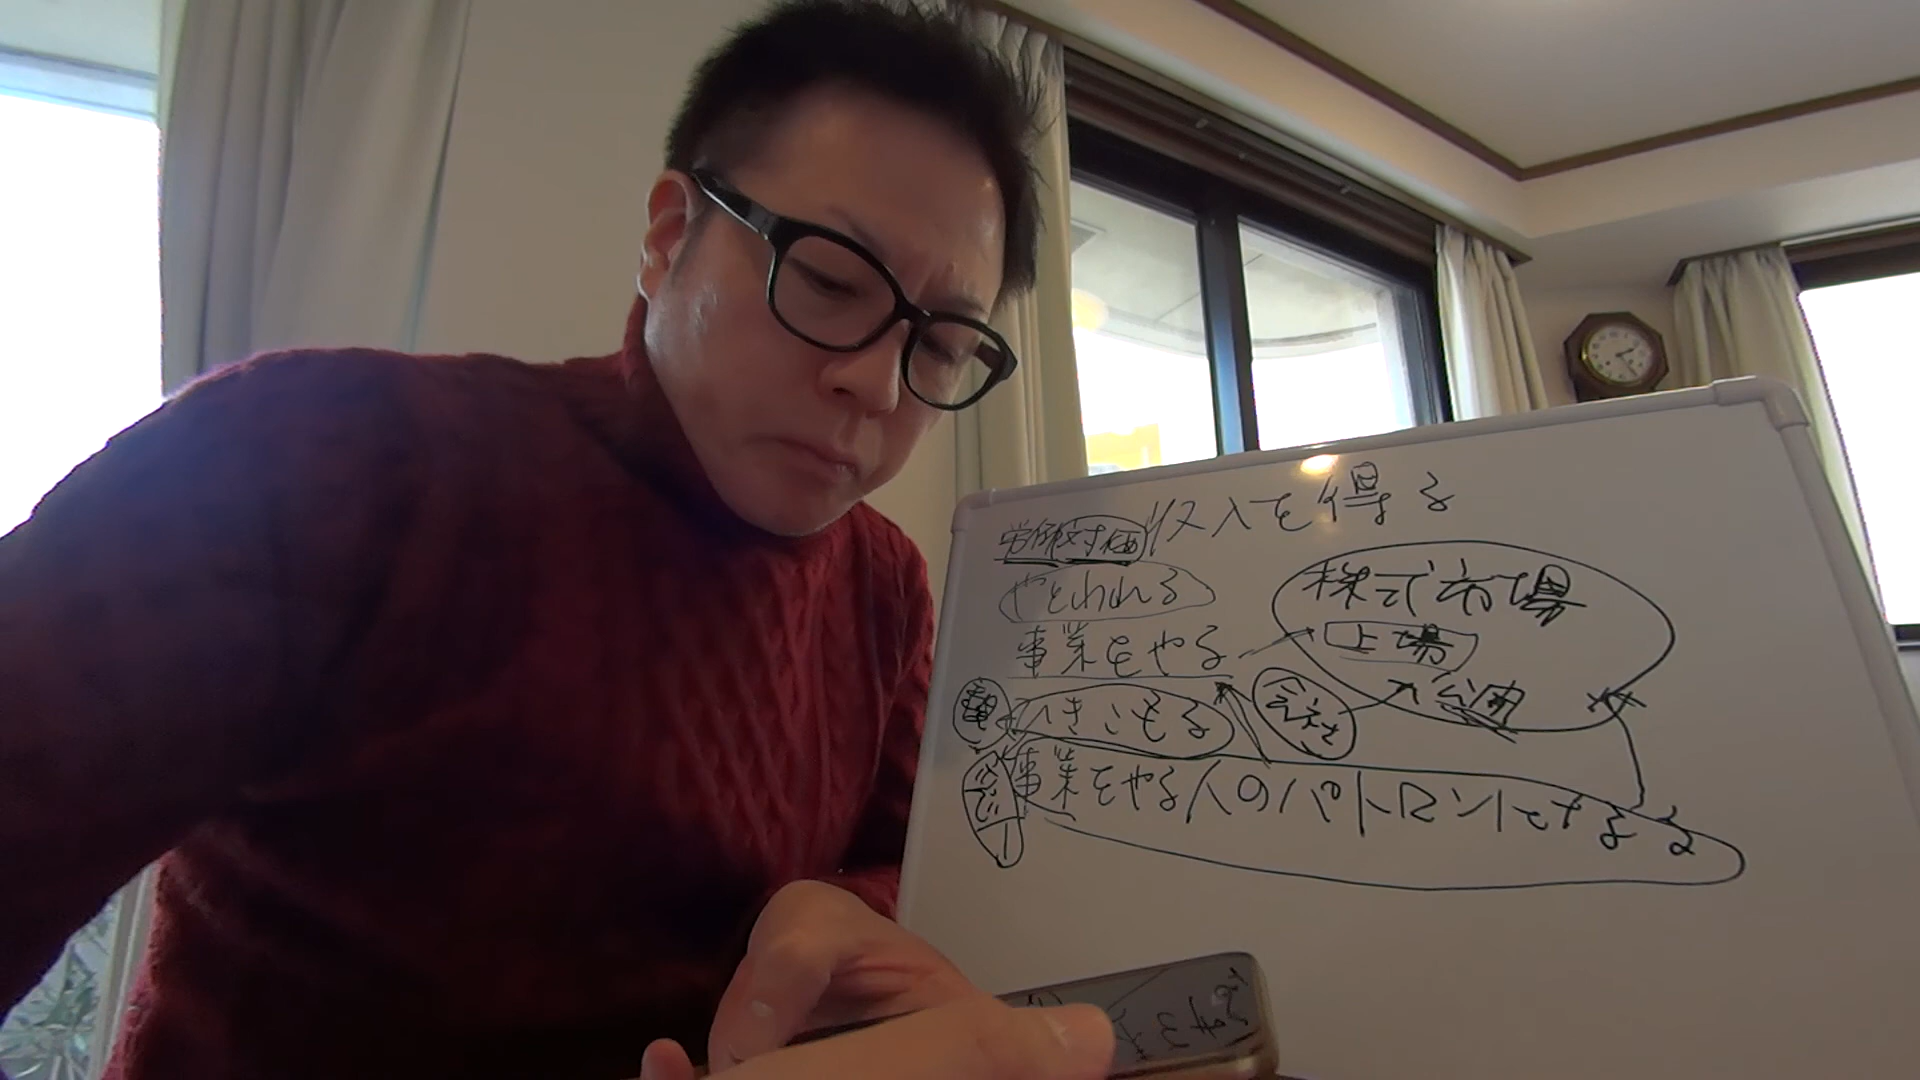 収入を得る
労働対価
やとわれる
事業をやる
株式市場
上場
公開
会社
親
ひきこもる
事業をやる人のパトロンになる